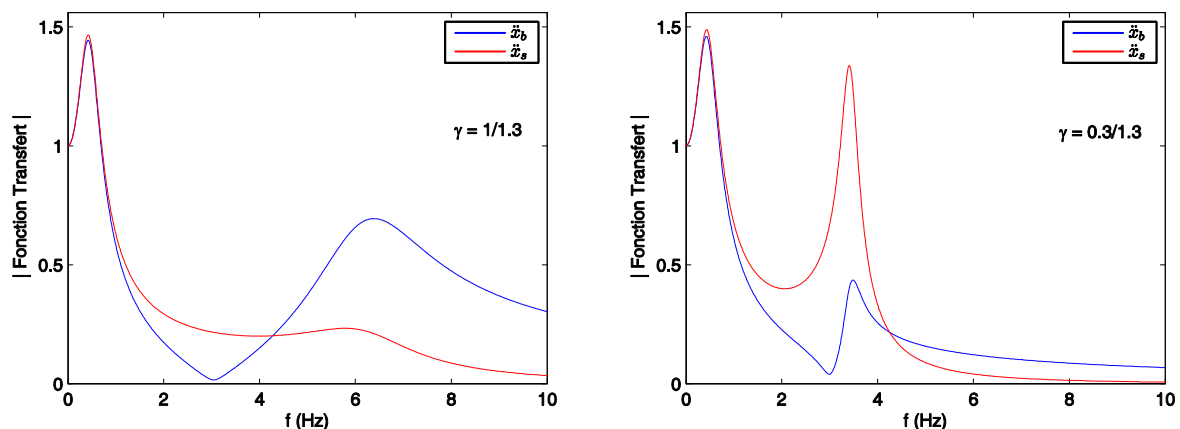 1.5
1
0.5
0
0
2
4
6
8
10
| Fonction Transfert |
f (Hz)
ẍ_b
ẍ_s
γ = 1/1.3
1.5
1
0.5
0
0
2
4
6
8
10
| Fonction Transfert |
f (Hz)
ẍ_b
ẍ_s
γ = 0.3/1.3